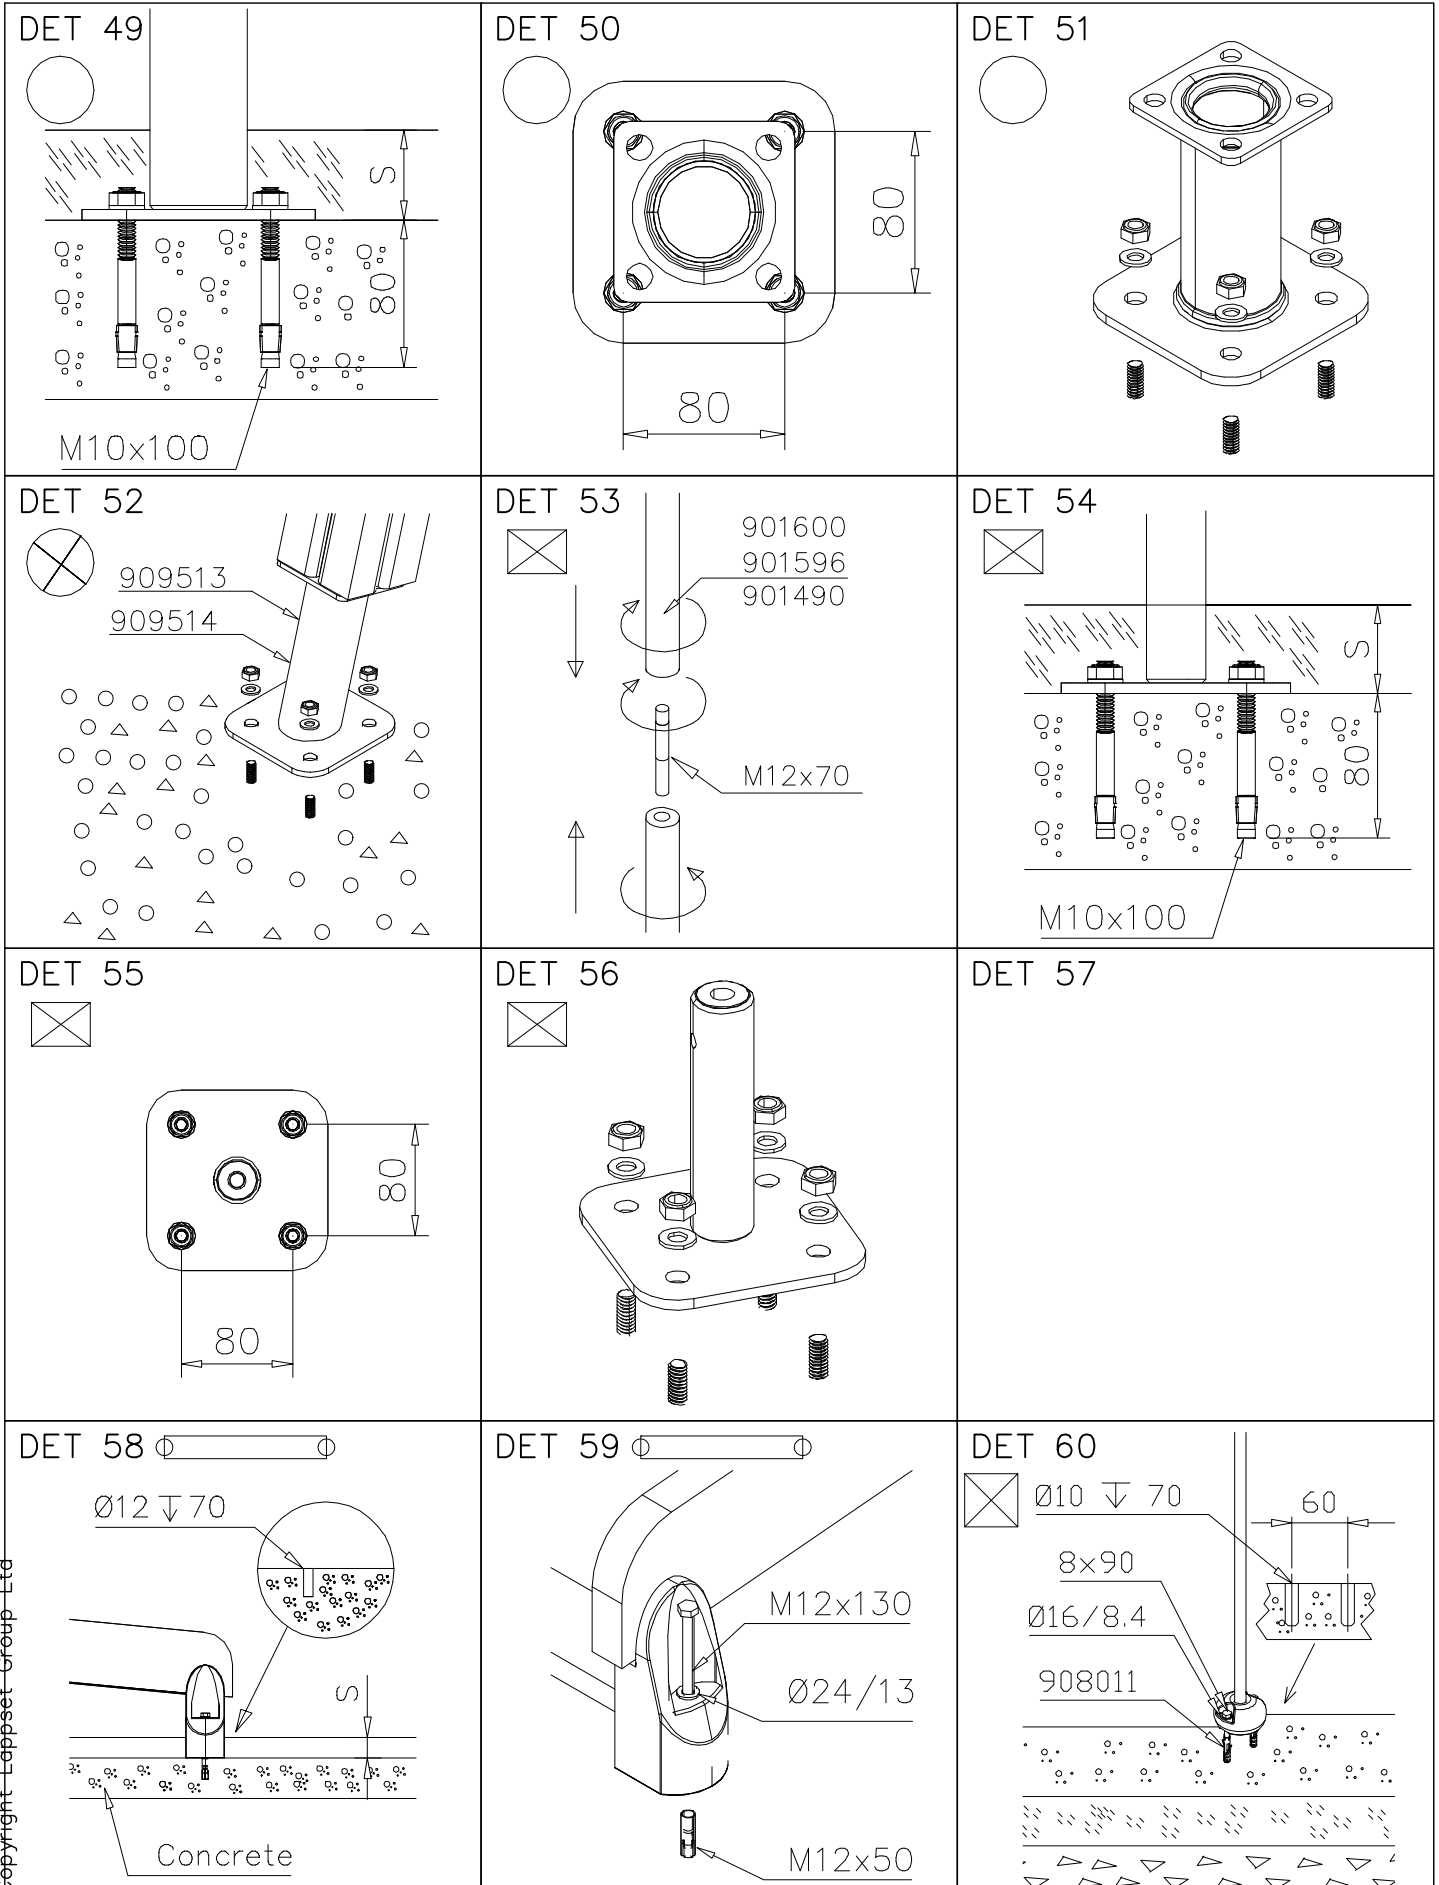 DET 49
S
80
M10x100
DET 50
80
80
DET 51
DET 52
909513
909514
DET 53
901600
901596
901490
M12x70
DET 54
S
80
M10x100
DET 55
80
80
DET 56
DET 57
DET 58
Ø12 ↧ 70
S
Concrete
DET 59
M12x130
Ø24/13
M12x50
DET 60
Ø10 ↧ 70
60
8x90
Ø16/8.4
908011
opyright Lappset Group Ltd